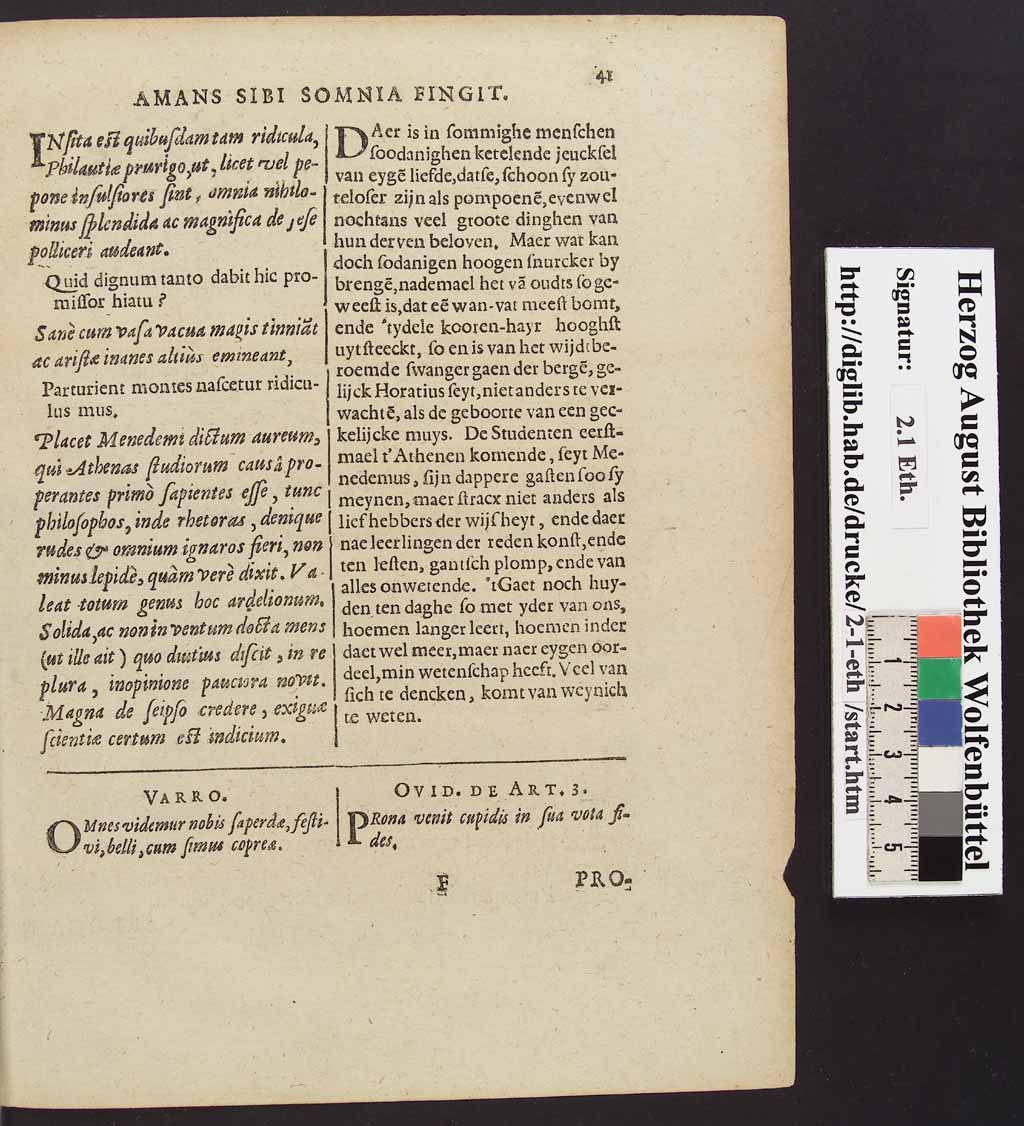 41
AMANS SIBI SOMNIA FINGIT.
INſita eſt quibuſdam tam ridicula,
Philautiæ prurigo, ut, licet vel pe-
pone inſulſiores ſint, omnia nihilo-
minus ſplendida ac magnifica de ſeſe
polliceri audeant.
Quid dignum tanto dabit hic pro-
miſſor hiatu?
Sanè cum vaſa vacua magis tinniāt
ac ariſtæ inanes altiùs emineant,
Parturient montes naſcetur ridicu-
lus mus.
Placet Menedemi dictum aureum,
qui Athenas ſtudiorum causâ pro-
perantes primò ſapientes eſſe, tunc
philoſophos, inde rhetoras, denique
rudes & omnium ignaros fieri, non
minus lepidè, quàm verè dixit. Va-
leat totum genus hoc ardelionum.
Solida, ac non in ventum docta mens
(ut ille ait) quo diutius diſcit, in re
plura, in opinione pauciora novit.
Magna de ſeipſo credere, exiguæ
ſcientiæ certum eſt indicium.
DAer is in ſommighe menſchen
ſoodanighen ketelende jeuckſel
van eygē liefde, datſe, ſchoon ſy zou-
teloſer zijn als pompoenē, evenwel
nochtans veel groote dinghen van
hun derven beloven. Maer wat kan
doch ſodanigen hoogen ſnurcker by
brengē, nademael het vā oudts ſo ge-
weeſt is, dat eē wan-vat meeſt bomt,
ende 'tydele kooren-hayr hooghſt
uytſteeckt, ſo en is van het wijdtbe-
roemde ſwanger gaen der bergē, ge-
lijck Horatius ſeyt, niet anders te ver-
wachtē, als de geboorte van een gec-
kelijcke muys. De Studenten eerſt-
mael t'Athenen komende, ſeyt Me-
nedemus, ſijn dappere gaſten ſoo ſy
meynen, maer ſtracx niet anders als
liefhebbers der wijſheyt, ende daer
nae leerlingen der reden konſt, ende
ten leſten, gantſch plomp, ende van
alles onwetende. 'tGaet noch huy-
den ten daghe ſo met yder van ons,
hoemen langer leert, hoemen inder
daet wel meer, maer naer eygen oor-
deel, min wetenſchap heeft. Veel van
ſich te dencken, komt van weynich
te weten.
VARRO.
OMnes videmur nobis ſaperdæ, feſti-
vi, belli, cum ſimus copreæ.
OVID. DE ART. 3.
PRona venit cupidis in ſua vota fi-
des.
F
PRO-
Herzog August Bibliothek Wolfenbüttel
Signatur: 2.1 Eth.
http://diglib.hab.de/drucke/2-1-eth /start.htm
1
2
3
4
5